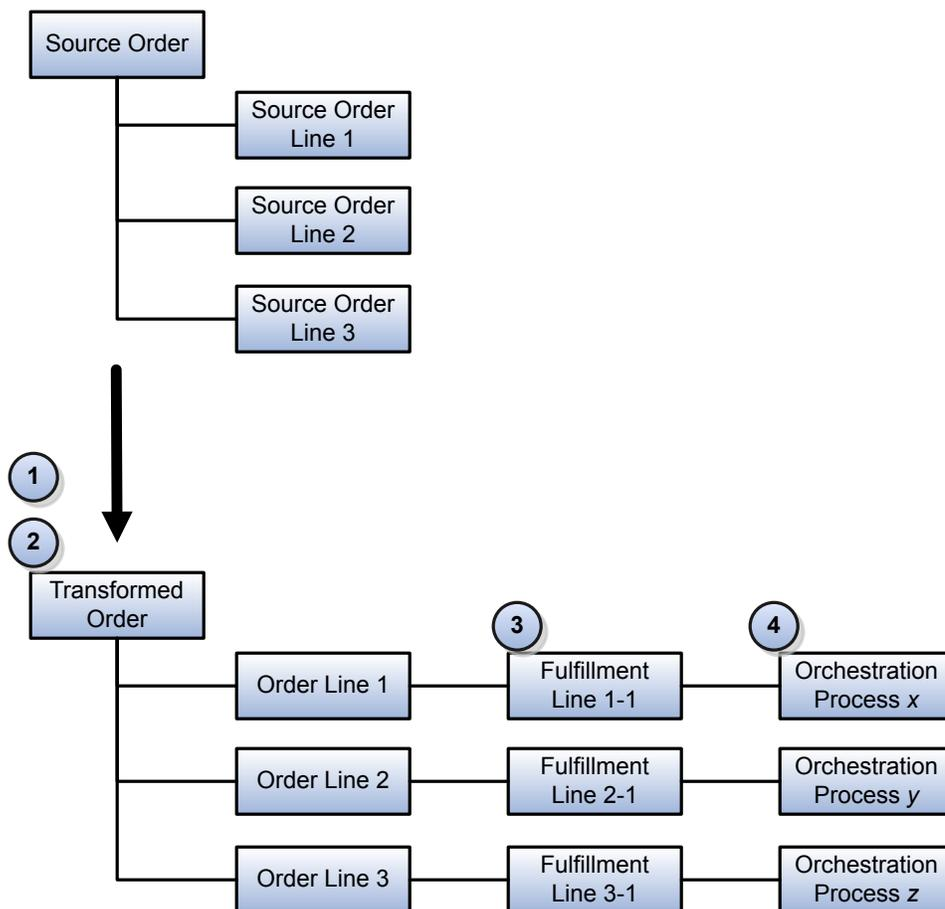 Source Order
Source Order
Line 1
Source Order
Line 2
Source Order
Line 3
1
2
Transformed
Order
3
4
Order Line 1
Fulfillment
Line 1-1
Orchestration
Process x
Order Line 2
Fulfillment
Line 2-1
Orchestration
Process y
Order Line 3
Fulfillment
Line 3-1
Orchestration
Process z